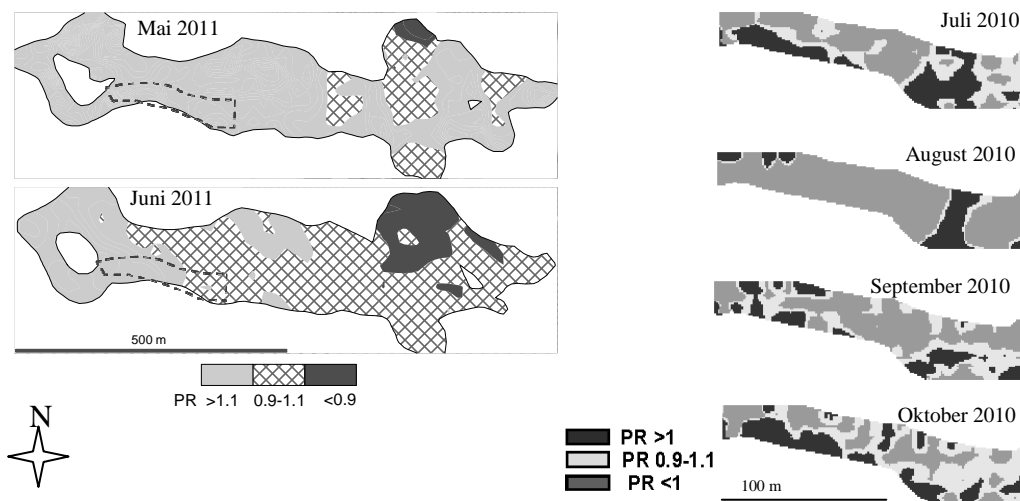 Mai 2011
Juni 2011
500 m
PR >1.1 0.9-1.1 <0.9
N
Juli 2010
August 2010
September 2010
Oktober 2010
PR >1
PR 0.9-1.1
PR <1
100 m